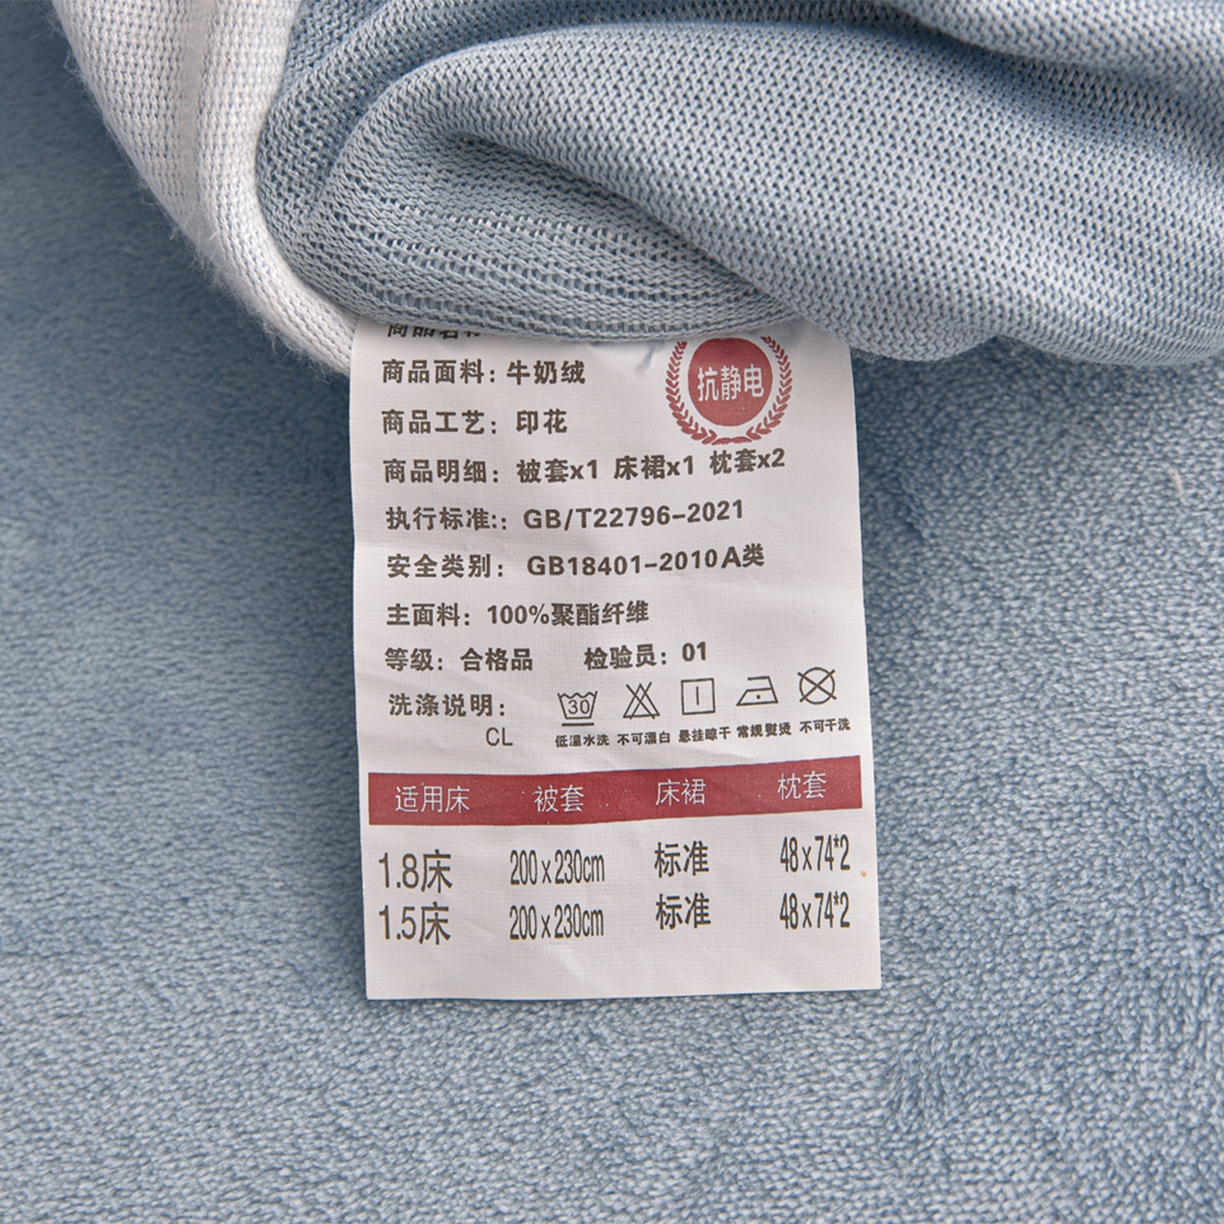 商品名称
抗静电
商品面料：牛奶绒
商品工艺：印花
商品明细：被套x1 床裙x1 枕套x2
执行标准:：GB/T22796-2021
安全类别：GB18401-2010A类
主面料：100%聚酯纤维
等级：合格品 检验员：01
洗涤说明：
30
CL
低温水洗 不可漂白 悬挂晾干 常规熨烫 不可干洗
适用床 被套 床裙 枕套
1.8床 200x230cm 标准 48x74*2
1.5床 200x230cm 标准 48x74*2